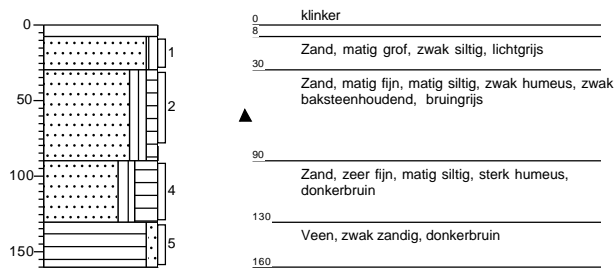 0
50
100
150
1
2
4
5
0
klinker
8
Zand, matig grof, zwak siltig, lichtgrijs
30
Zand, matig fijn, matig siltig, zwak humeus, zwak
baksteenhoudend, bruingrijs
90
Zand, zeer fijn, matig siltig, sterk humeus,
donkerbruin
130
Veen, zwak zandig, donkerbruin
160